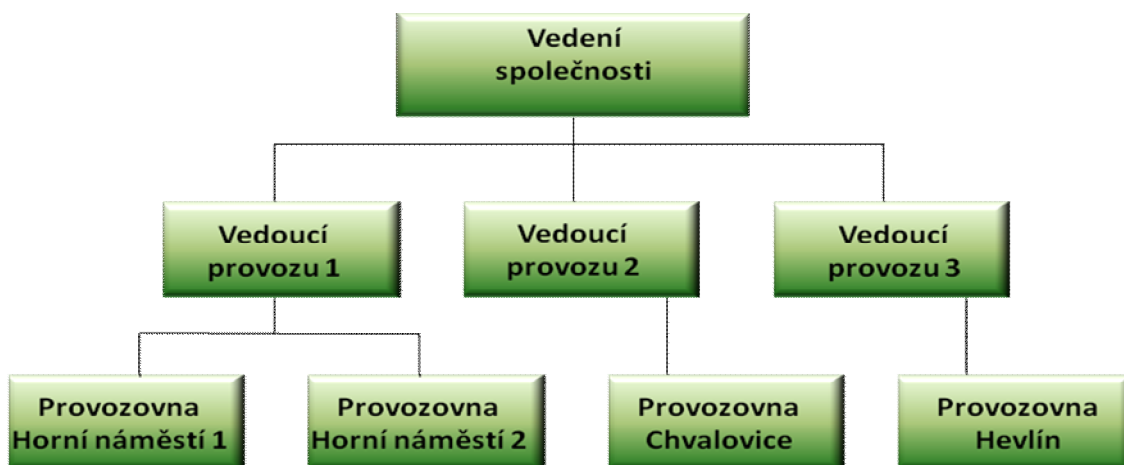 Vedení
společnosti
Vedoucí
provozu 1
Vedoucí
provozu 2
Vedoucí
provozu 3
Provozovna
Horní náměstí 1
Provozovna
Horní náměstí 2
Provozovna
Chvalovice
Provozovna
Hevlín